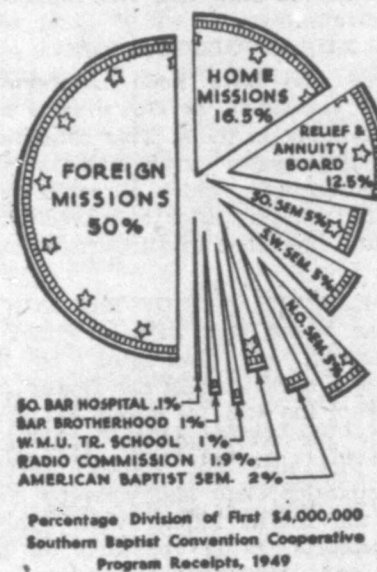 HOME
MISSIONS
16.5%
RELIEF &
ANNUITY
BOARD
12.5%
FOREIGN
MISSIONS
50%
SO. SEM 5%
S.W. SEM. 5%
N.O. SEM. 5%
SO. BAR HOSPITAL .1%
BAR BROTHERHOOD 1%
W.M.U. TR. SCHOOL 1%
RADIO COMMISSION 1.9%
AMERICAN BAPTIST SEM. 2%
Percentage Division of First $4,000,000
Southern Baptist Convention Cooperative
Program Receipts, 1949